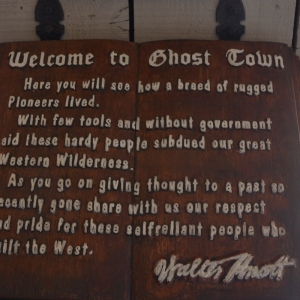 Welcome to Ghost Town
Here you will see how a breed of rugged
Pioneers lived.
With few tools and without government
aid these hardy people subdued our great
Western Wilderness.
As you go on giving thought to a past so
recently gone share with us our respect
and pride for these selfreliant people who
built the West.
Walter Knott